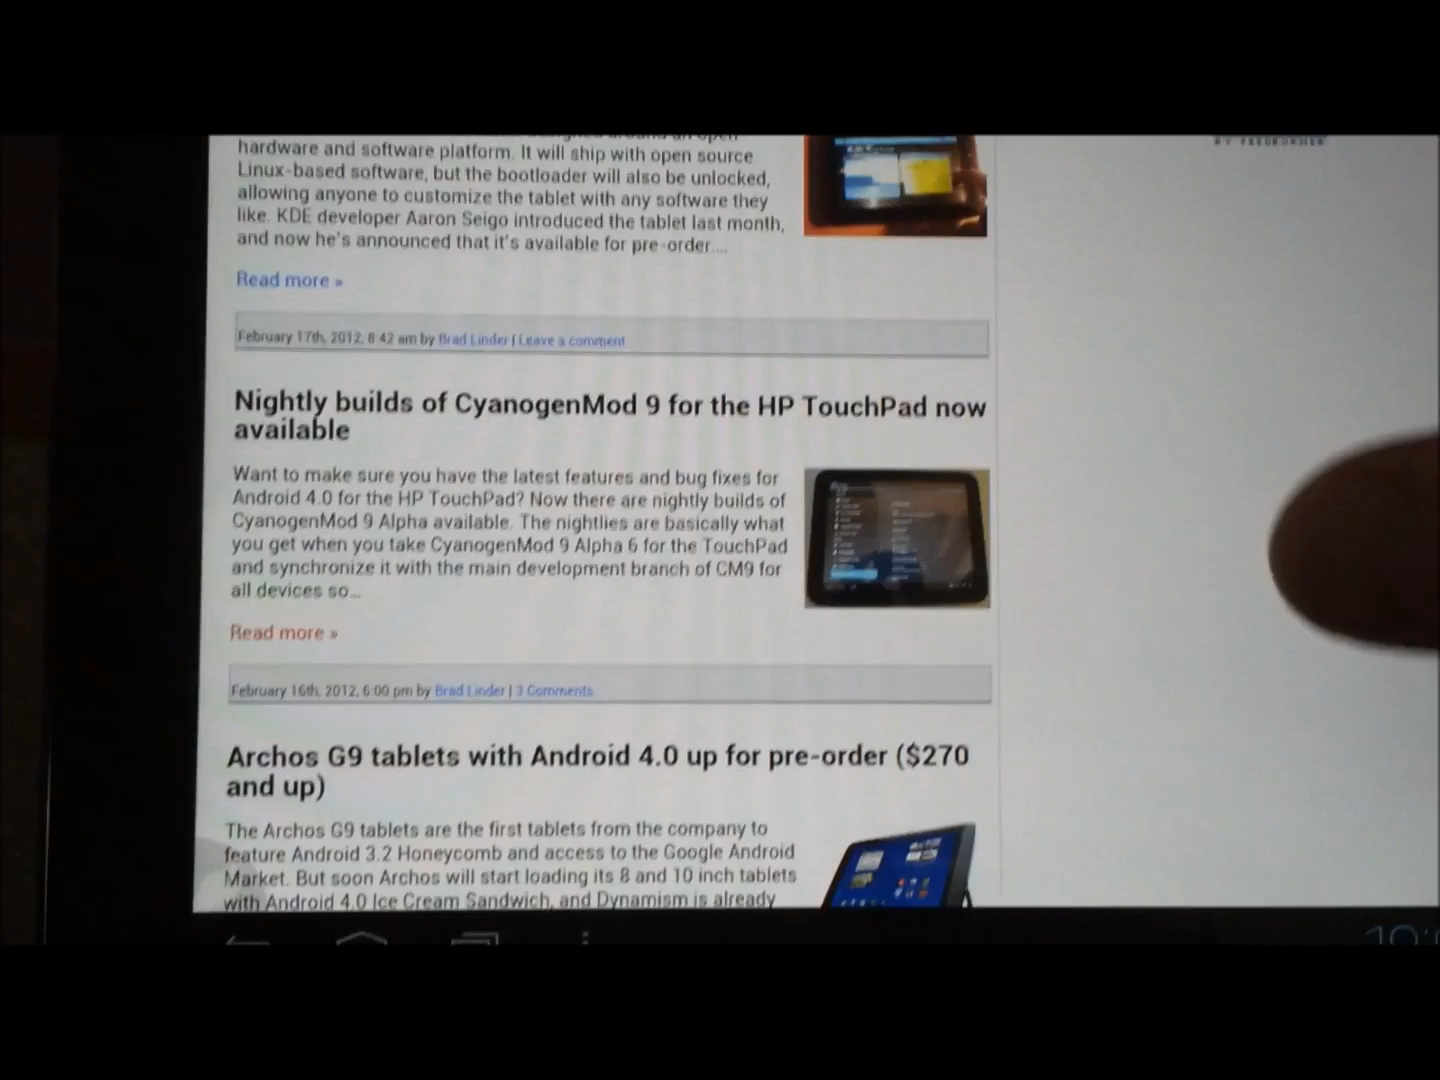 hardware and software platform. It will ship with open source
Linux-based software, but the bootloader will also be unlocked,
allowing anyone to customize the tablet with any software they
like. KDE developer Aaron Seigo introduced the tablet last month,
and now he's announced that it's available for pre-order....
Read more »
February 17th, 2012, 8:42 am by Brad Linder | Leave a comment
Nightly builds of CyanogenMod 9 for the HP TouchPad now
available
Want to make sure you have the latest features and bug fixes for
Android 4.0 for the HP TouchPad? Now there are nightly builds of
CyanogenMod 9 Alpha available. The nightlies are basically what
you get when you take CyanogenMod 9 Alpha 6 for the TouchPad
and synchronize it with the main development branch of CM9 for
all devices so...
Read more »
February 16th, 2012, 6:00 pm by Brad Linder | 3 Comments
Archos G9 tablets with Android 4.0 up for pre-order ($270
and up)
The Archos G9 tablets are the first tablets from the company to
feature Android 3.2 Honeycomb and access to the Google Android
Market. But soon Archos will start loading its 8 and 10 inch tablets
with Android 4.0 Ice Cream Sandwich, and Dynamism is already
BY FEEDBURNER